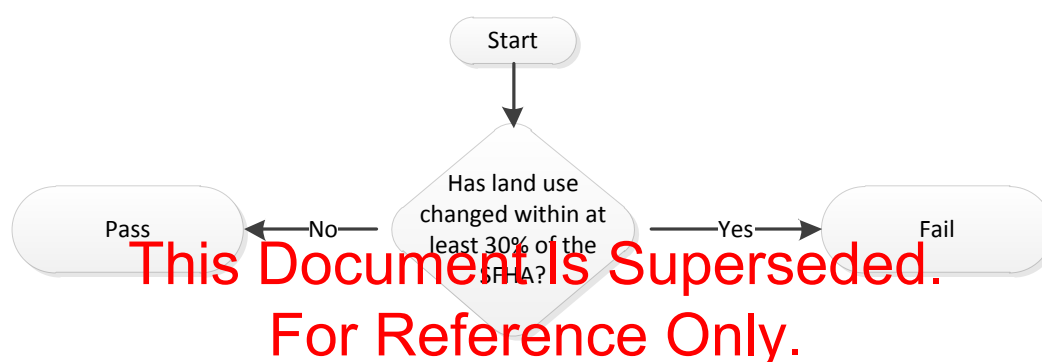 Start
Has land use
changed within at
least 30% of the
SFHA?
Pass
No
Yes
Fail
This Document Is Superseded.
For Reference Only.